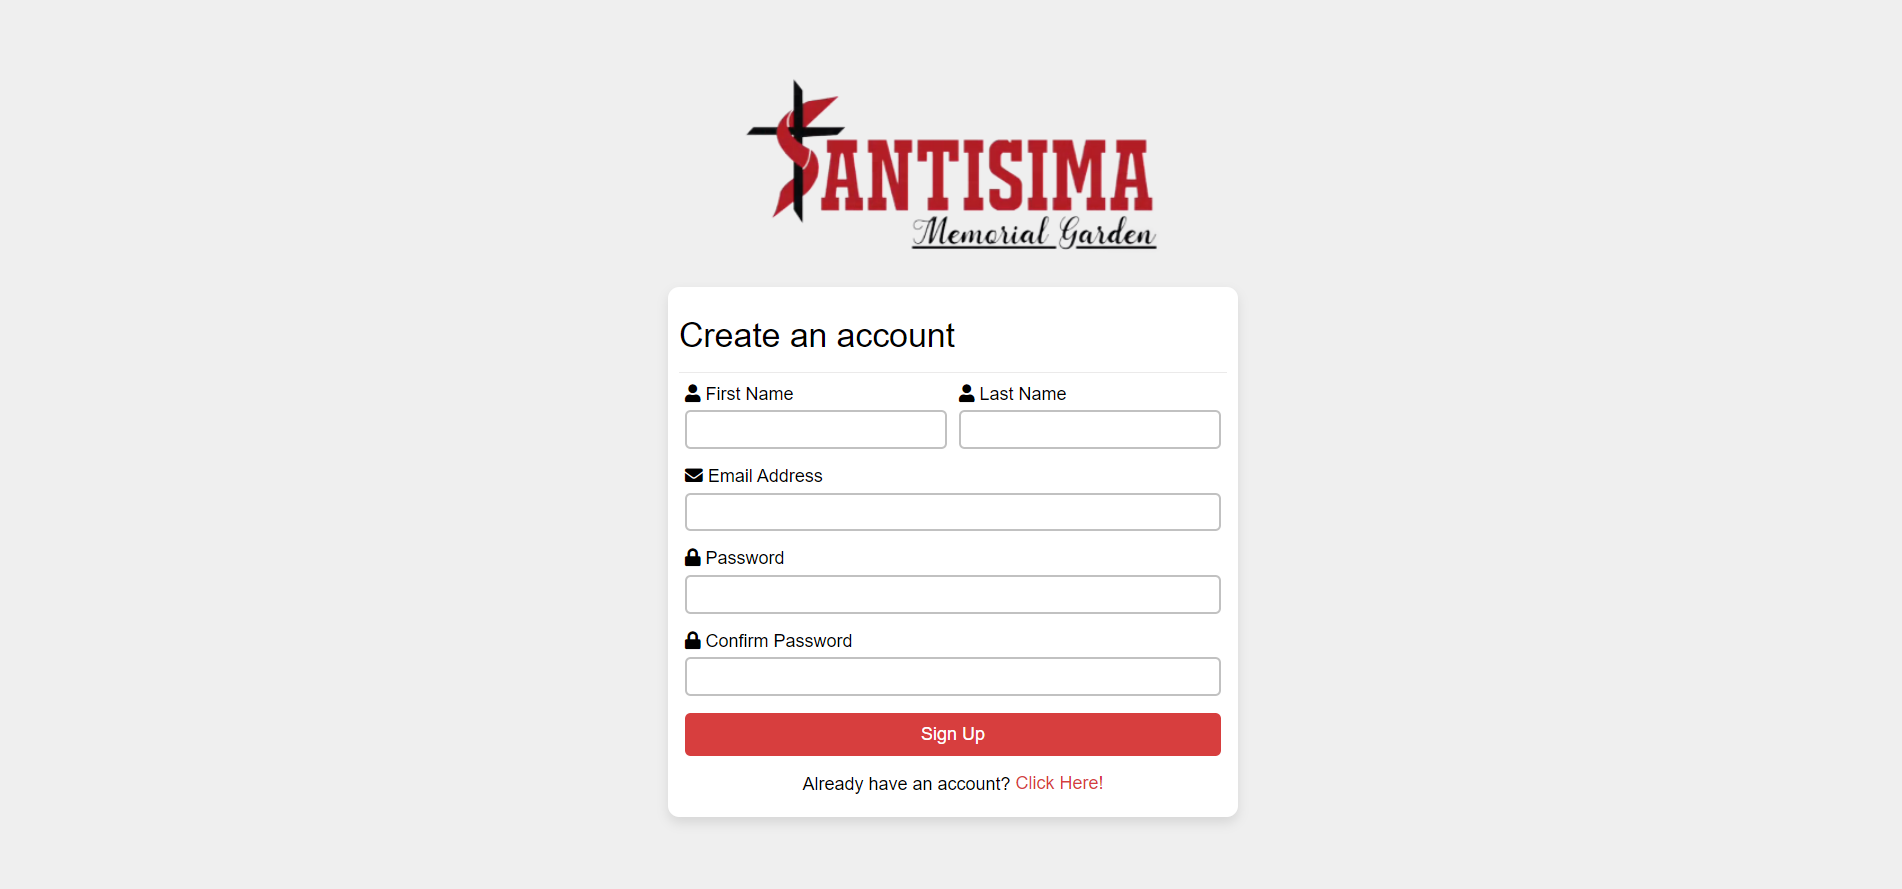 SANTISIMA
Memorial Garden
Create an account
First Name Last Name
Email Address
Password
Confirm Password
Sign Up
Already have an account? Click Here!